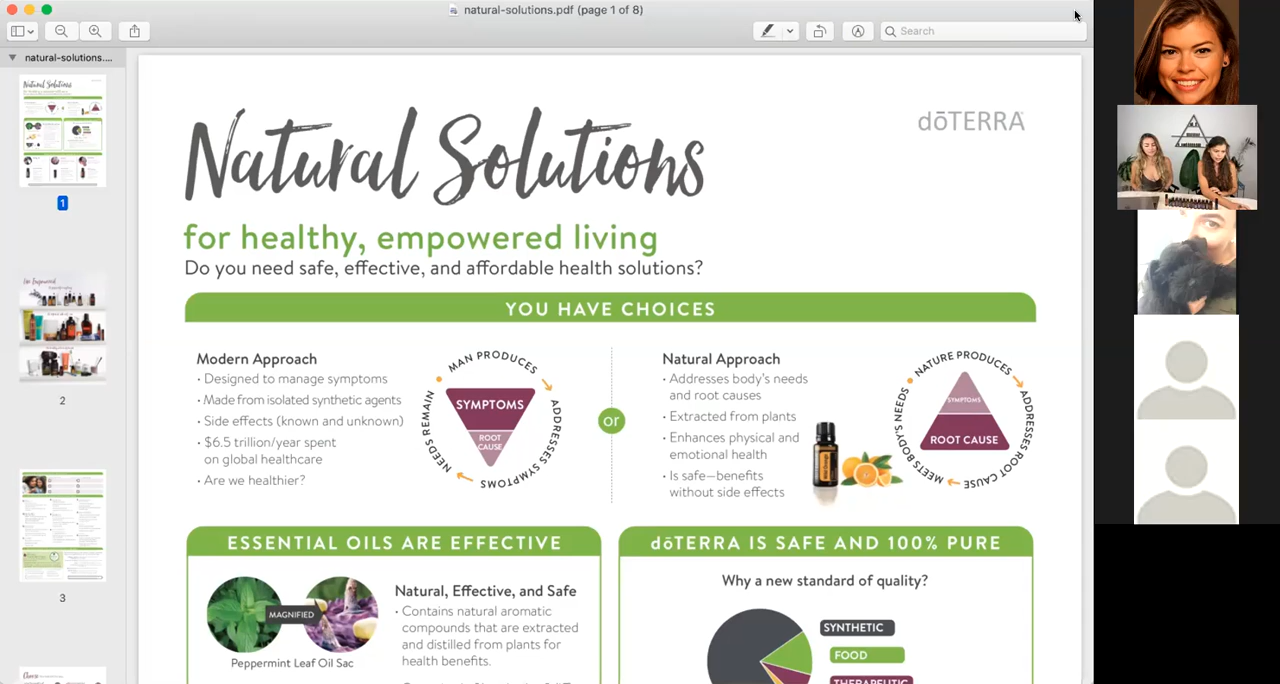 natural-solutions.pdf (page 1 of 8)
Search
natural-solutions....
1
2
3
Natural Solutions
dōTERRA
for healthy, empowered living
Do you need safe, effective, and affordable health solutions?
YOU HAVE CHOICES
Modern Approach
· Designed to manage symptoms
· Made from isolated synthetic agents
· Side effects (known and unknown)
· $6.5 trillion/year spent
on global healthcare
· Are we healthier?
MAN PRODUCES
ADDRESSES SYMPTOMS
NEEDS REMAIN
SYMPTOMS
ROOT
CAUSE
or
Natural Approach
· Addresses body's needs
and root causes
· Extracted from plants
· Enhances physical and
emotional health
· Is safe—benefits
without side effects
NATURE PRODUCES
ADDRESSES ROOT CAUSE
MEETS BODY'S NEEDS
SYMPTOMS
ROOT CAUSE
ESSENTIAL OILS ARE EFFECTIVE
MAGNIFIED
Peppermint Leaf Oil Sac
Natural, Effective, and Safe
· Contains natural aromatic
compounds that are extracted
and distilled from plants for
health benefits.
dōTERRA IS SAFE AND 100% PURE
Why a new standard of quality?
SYNTHETIC
FOOD
THERAPEUTIC